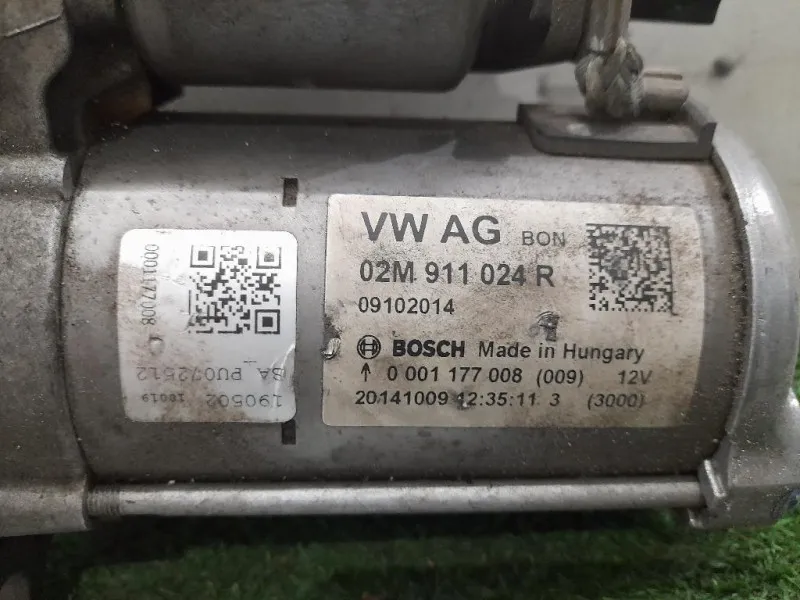 VW AG BON
02M 911 024 R
09102014
BOSCH Made in Hungary
↑ 0 001 177 008 (009) 12V
20141009 12:35:11 3 (3000)
0001177008
SA_PU072512
190502